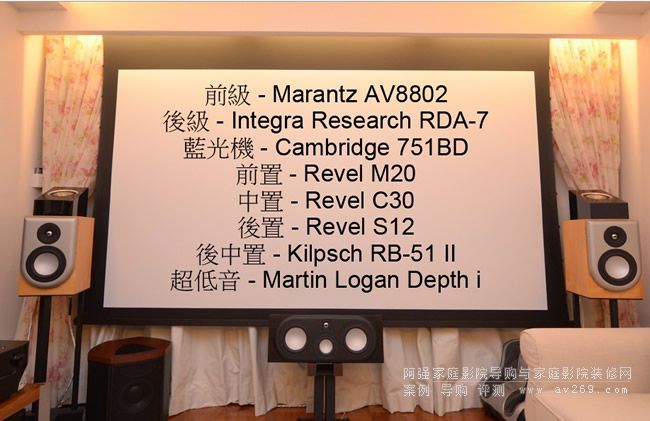 前級 - Marantz AV8802
後級 - Integra Research RDA-7
藍光機 - Cambridge 751BD
前置 - Revel M20
中置 - Revel C30
後置 - Revel S12
後中置 - Kilpsch RB-51 II
超低音 - Martin Logan Depth i
阿强家庭影院导购与家庭影院装修网
案例 导购 评测 www.av269.com